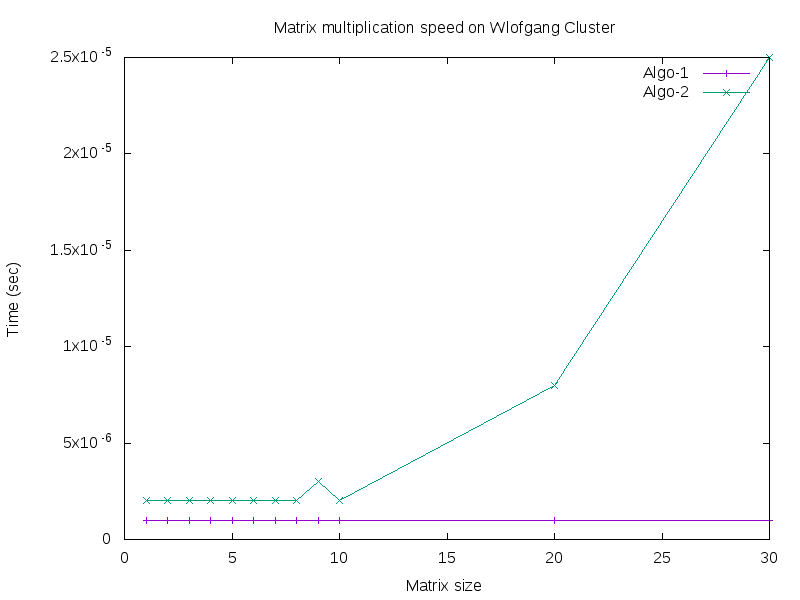 Matrix multiplication speed on Wlofgang Cluster
2.5x10 -5
Algo-1
Algo-2
2x10 -5
1.5x10 -5
Time (sec)
1x10 -5
5x10 -6
0
0 5 10 15 20 25 30
Matrix size